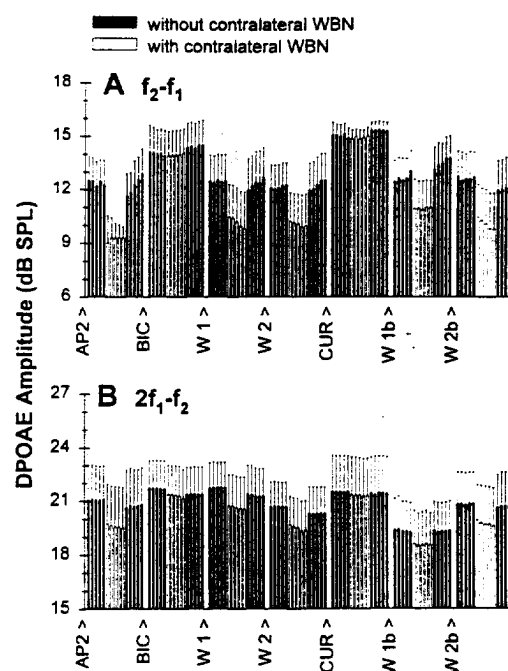 without contralateral WBN
with contralateral WBN
A f₂-f₁
18
15
12
9
6
AP2 >
BIC >
W 1 >
W 2 >
CUR >
W 1b >
W 2b >
DPOAE Amplitude (dB SPL)
B 2f₁-f₂
27
24
21
18
15
AP2 >
BIC >
W 1 >
W 2 >
CUR >
W 1b >
W 2b >